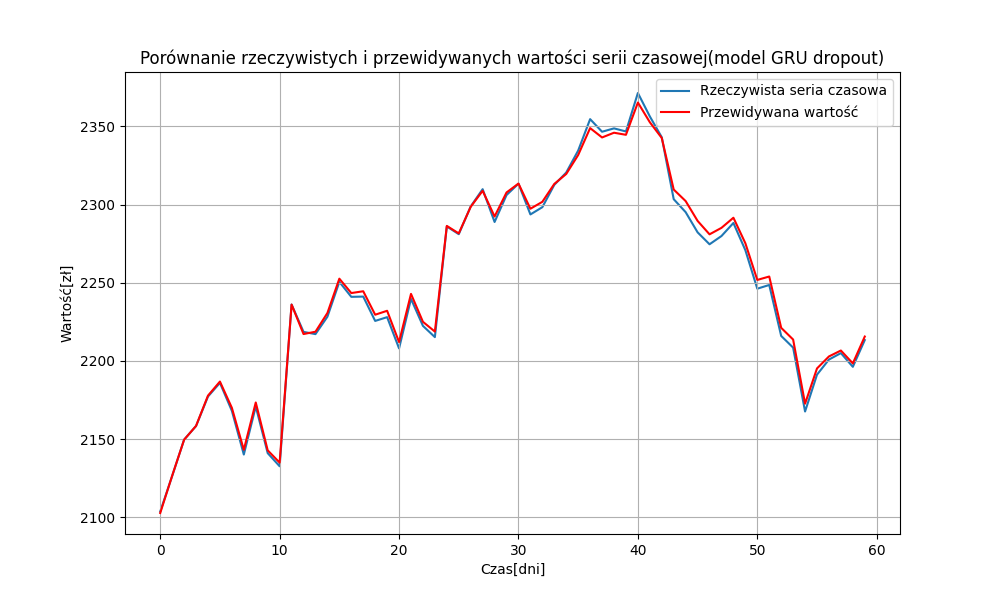 Porównanie rzeczywistych i przewidywanych wartości serii czasowej(model GRU dropout)
Rzeczywista seria czasowa
Przewidywana wartość
Wartość[zł]
2350
2300
2250
2200
2150
2100
0 10 20 30 40 50 60
Czas[dni]